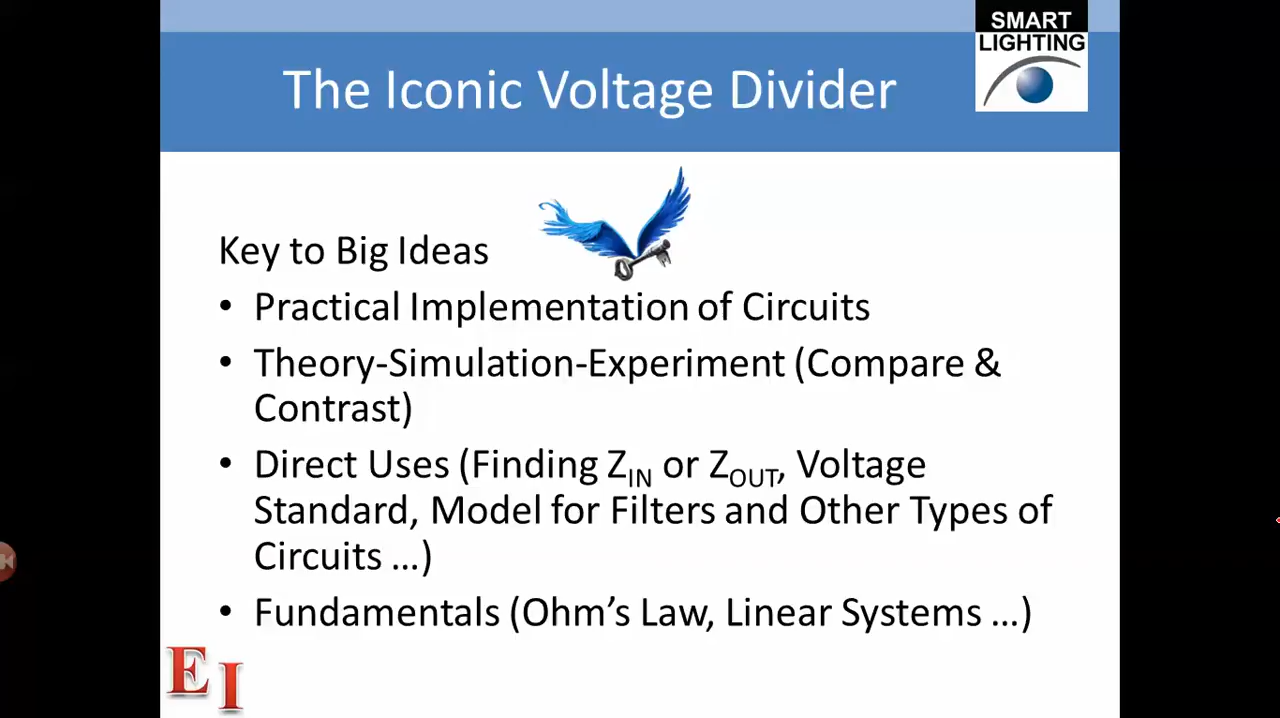 SMART
LIGHTING
The Iconic Voltage Divider
Key to Big Ideas
• Practical Implementation of Circuits
• Theory-Simulation-Experiment (Compare &
Contrast)
• Direct Uses (Finding Z_IN or Z_OUT, Voltage
Standard, Model for Filters and Other Types of
Circuits …)
• Fundamentals (Ohm’s Law, Linear Systems …)
EI